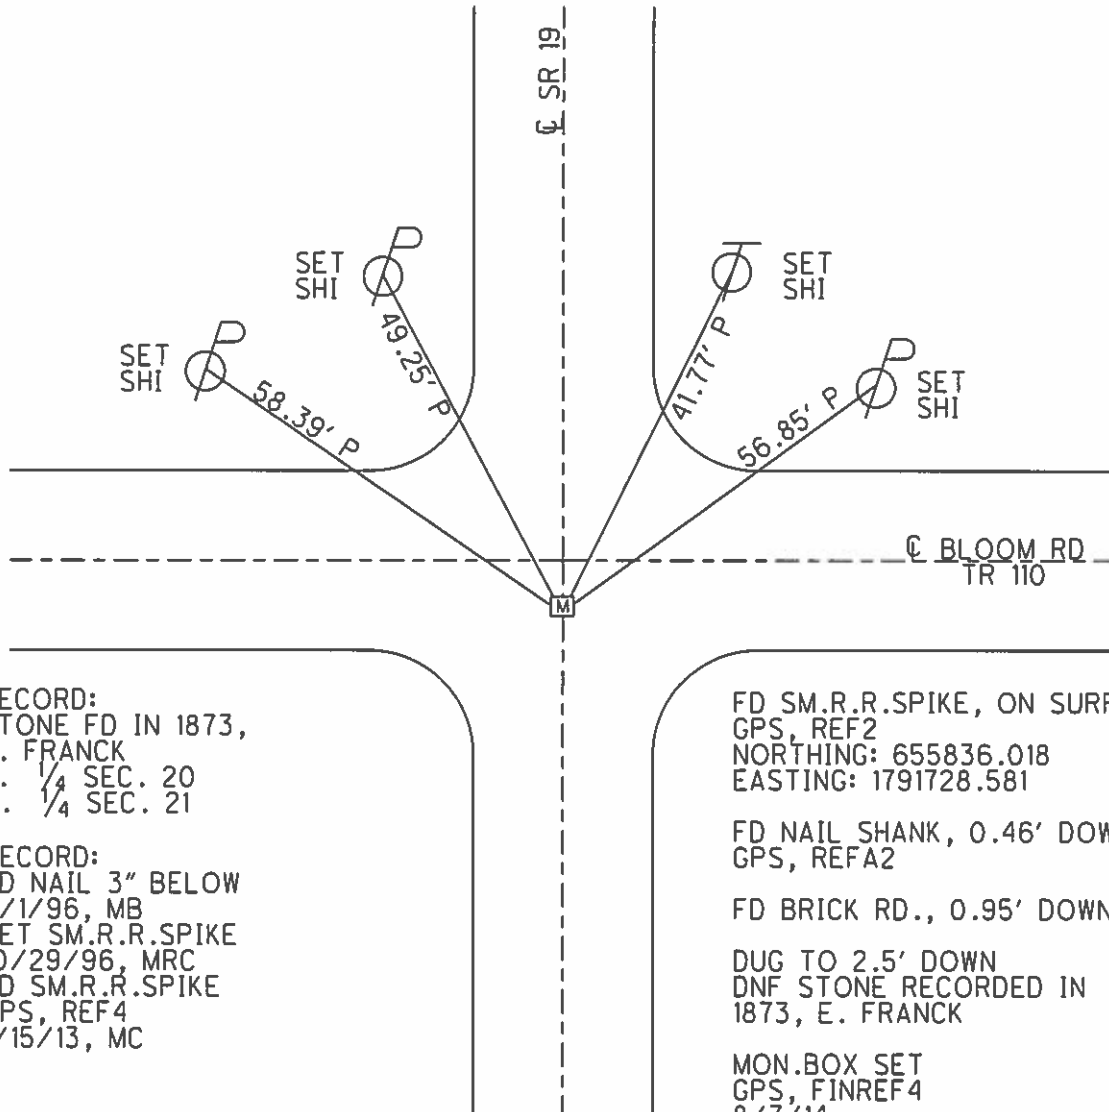 ℄ SR 19
SET
SHI
SET
SHI
SET
SHI
SET
SHI
49.25' P
41.77' P
58.39' P
56.85' P
℄ BLOOM RD
TR 110
M
ECORD:
TONE FD IN 1873,
. FRANCK
. 1/4 SEC. 20
. 1/4 SEC. 21
ECORD:
D NAIL 3" BELOW
/1/96, MB
ET SM.R.R.SPIKE
0/29/96, MRC
D SM.R.R.SPIKE
PS, REF4
/15/13, MC
FD SM.R.R.SPIKE, ON SURF
GPS, REF2
NORTHING: 655836.018
EASTING: 1791728.581
FD NAIL SHANK, 0.46' DOW
GPS, REFA2
FD BRICK RD., 0.95' DOWN
DUG TO 2.5' DOWN
DNF STONE RECORDED IN
1873, E. FRANCK
MON.BOX SET
GPS, FINREF4